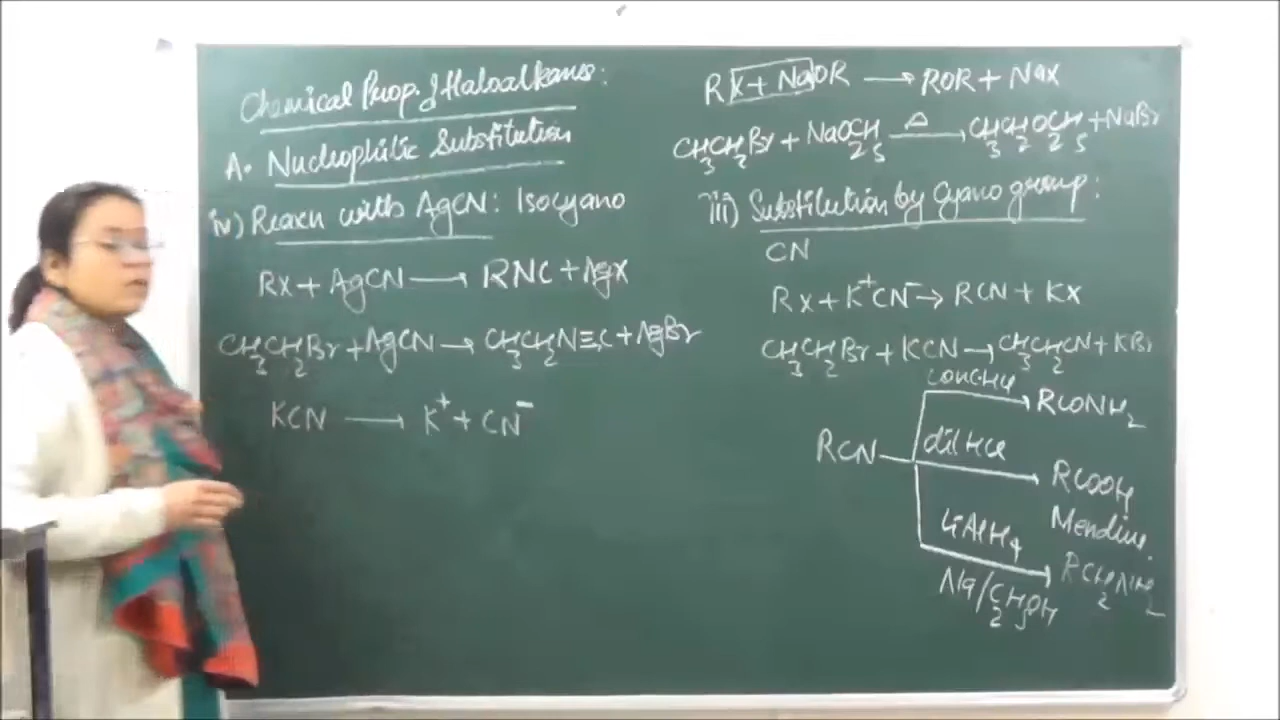 Chemical Prop. of Haloalkanes:
A. Nucleophilic Substitution
iv) Reacn with AgCN: Isocyano
Rx + AgCN → RNC + Agx
CH₃CH₂Br + AgCN → CH₃CH₂N≡C + AgBr
KCN → K⁺ + CN⁻
Rx + NaOR → ROR + Nax
CH₃CH₂Br + NaOC₂H₅ –Δ→ CH₃CH₂OC₂H₅ + NaBr
iii) Substitution by Cyano group:
CN
Rx + K⁺CN⁻ → RCN + Kx
CH₃CH₂Br + KCN → CH₃CH₂CN + KBr
conc.HCl → RCONH₂
RCN
dil HCl → RCOOH
Mendius.
LiAlH₄ → RCH₂NH₂
Na/C₂H₅OH